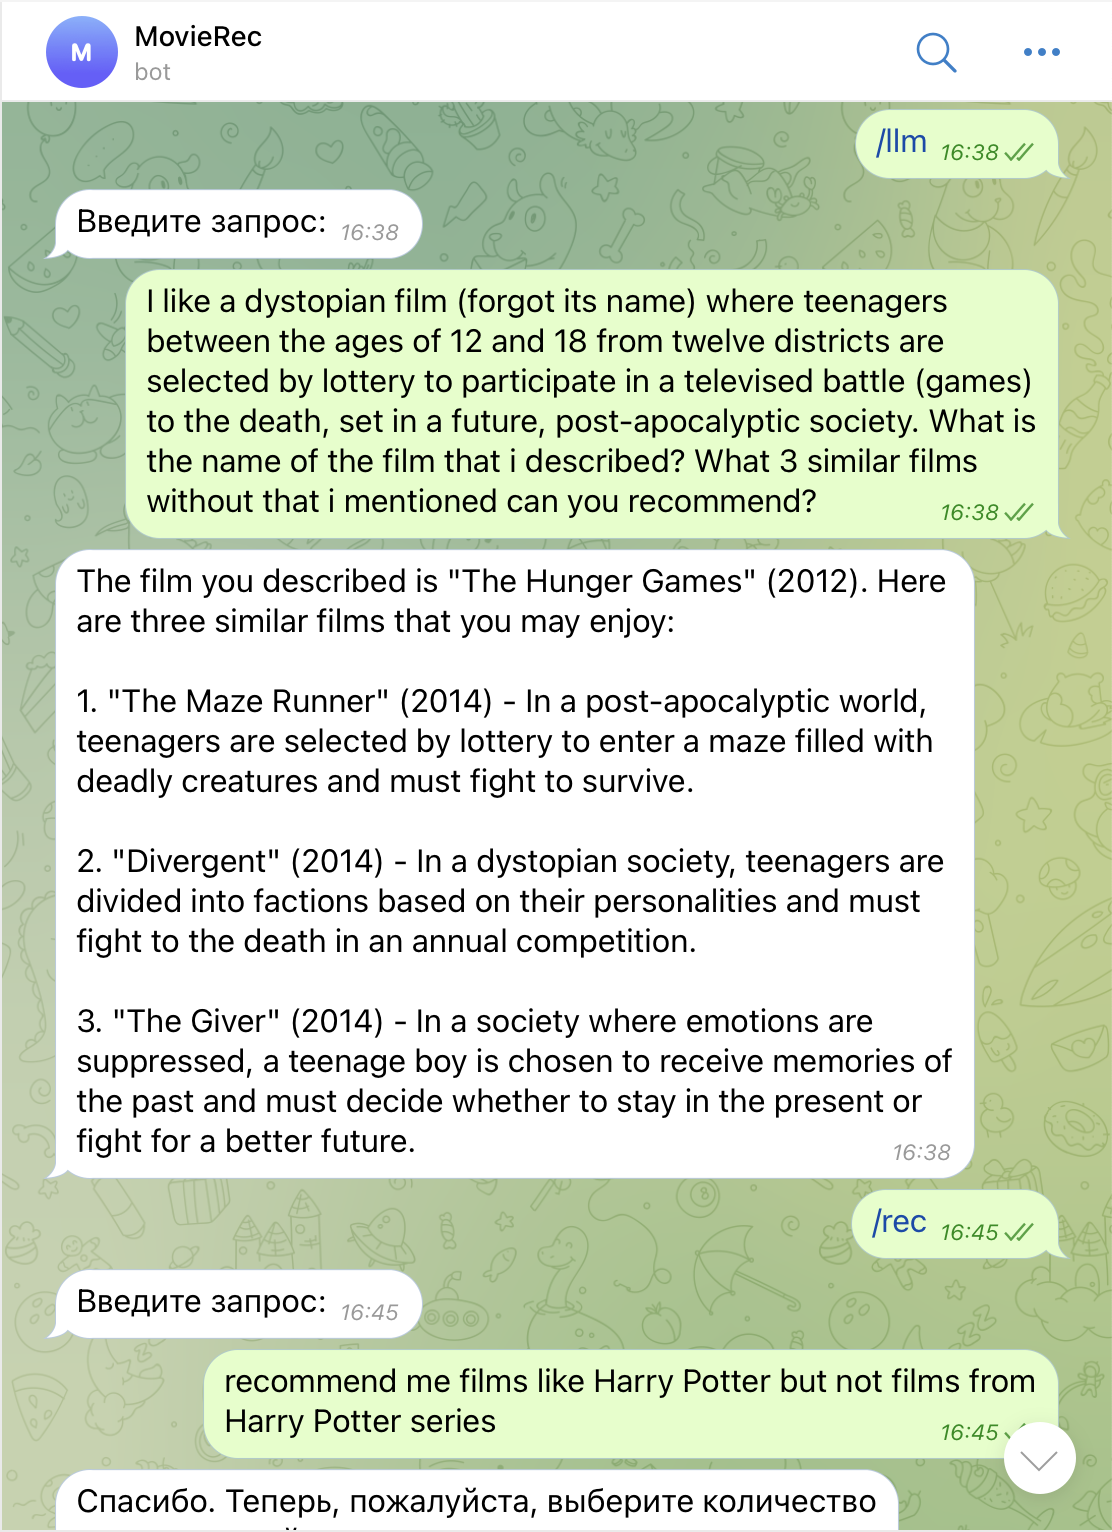 M
MovieRec
bot
/llm 16:38
Введите запрос: 16:38
I like a dystopian film (forgot its name) where teenagers
between the ages of 12 and 18 from twelve districts are
selected by lottery to participate in a televised battle (games)
to the death, set in a future, post-apocalyptic society. What is
the name of the film that i described? What 3 similar films
without that i mentioned can you recommend? 16:38
The film you described is "The Hunger Games" (2012). Here
are three similar films that you may enjoy:
1. "The Maze Runner" (2014) - In a post-apocalyptic world,
teenagers are selected by lottery to enter a maze filled with
deadly creatures and must fight to survive.
2. "Divergent" (2014) - In a dystopian society, teenagers are
divided into factions based on their personalities and must
fight to the death in an annual competition.
3. "The Giver" (2014) - In a society where emotions are
suppressed, a teenage boy is chosen to receive memories of
the past and must decide whether to stay in the present or
fight for a better future. 16:38
/rec 16:45
Введите запрос: 16:45
recommend me films like Harry Potter but not films from
Harry Potter series 16:45
Спасибо. Теперь, пожалуйста, выберите количество